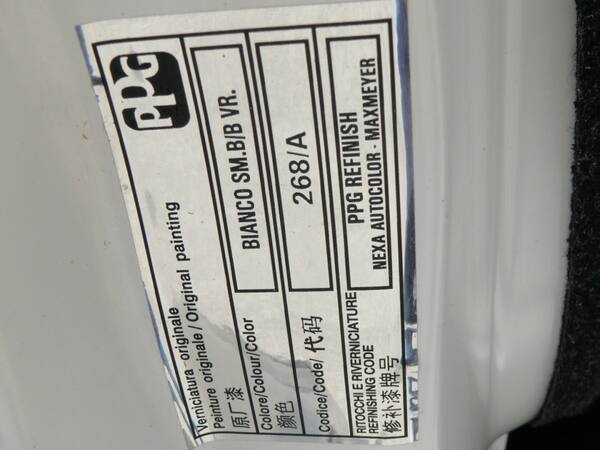 PPG
Verniciatura originale
Peinture originale / Original painting
原厂漆
Colore/Colour/Color
颜色
BIANCO SM.B/B VR.
Codice/Code/代码
268/A
RITOCCHI E RIVERNICIATURE
REFINISHING CODE
修补漆牌号
PPG REFINISH
NEXA AUTOCOLOR - MAXMEYER